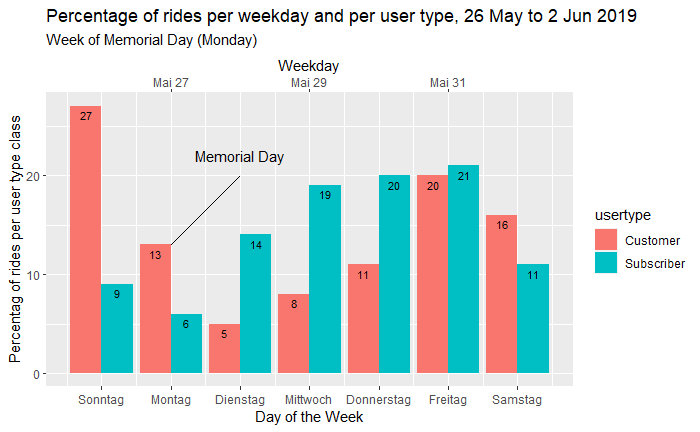 Percentage of rides per weekday and per user type, 26 May to 2 Jun 2019
Week of Memorial Day (Monday)
Weekday
Mai 27 Mai 29 Mai 31
Percentag of rides per user type class
20
10
0
Memorial Day
27 9 13 6 5 14 8 19 11 20 20 21 16 11
Sonntag Montag Dienstag Mittwoch Donnerstag Freitag Samstag
Day of the Week
usertype
Customer
Subscriber